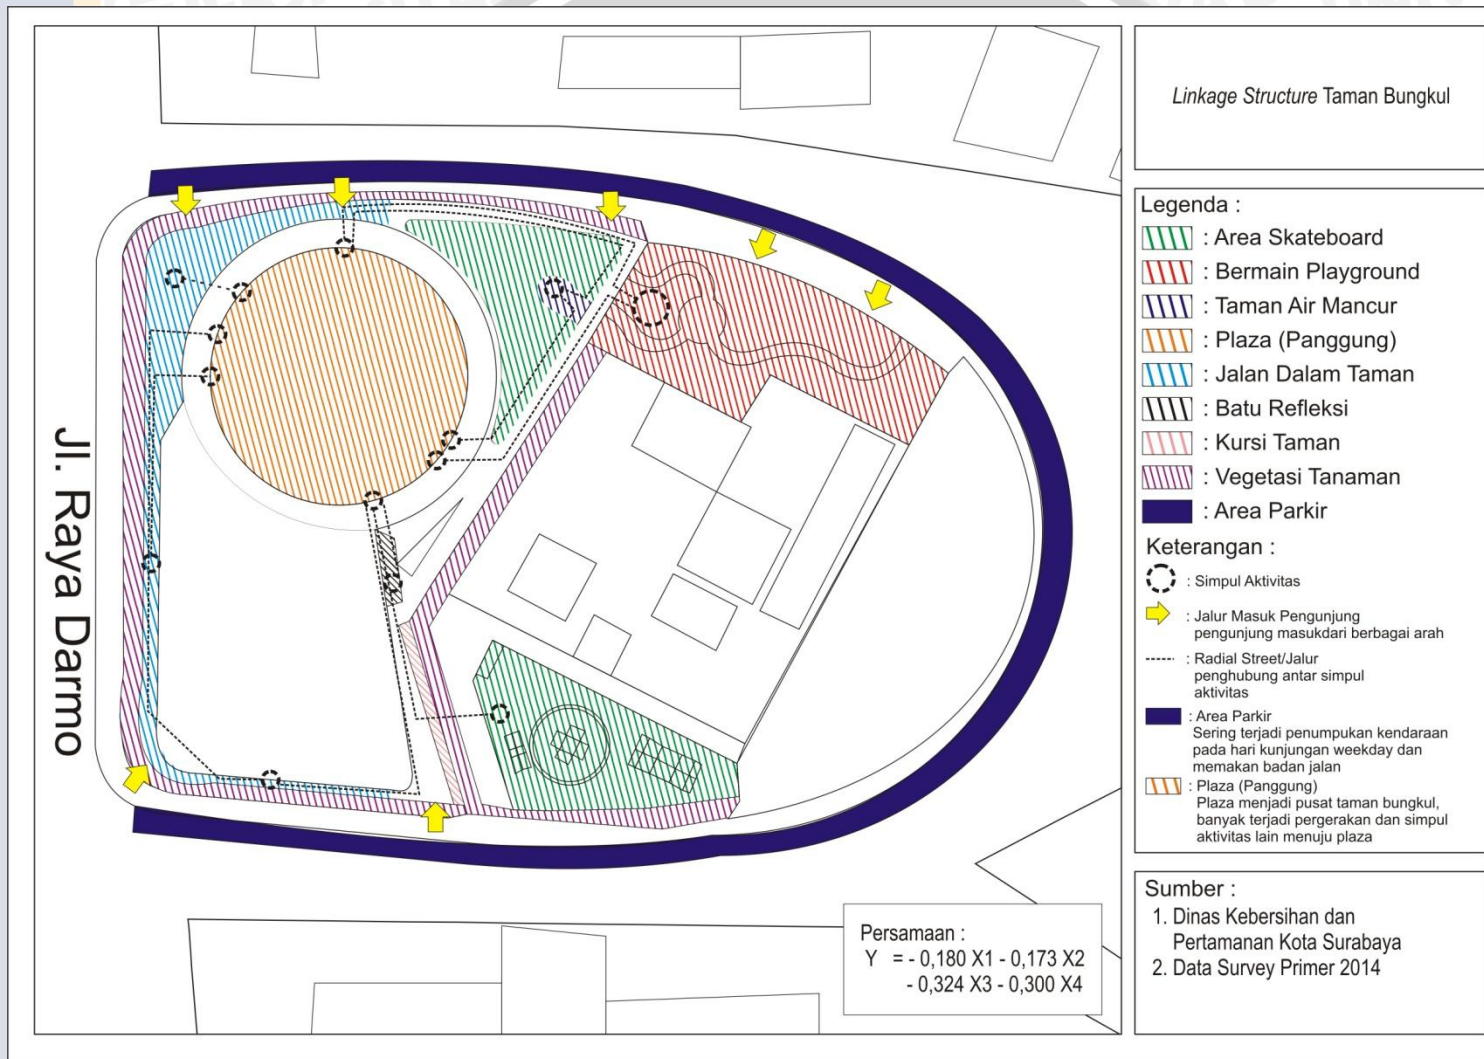 Linkage Structure Taman Bungkul
Jl. Raya Darmo
Legenda :
: Area Skateboard
: Bermain Playground
: Taman Air Mancur
: Plaza (Panggung)
: Jalan Dalam Taman
: Batu Refleksi
: Kursi Taman
: Vegetasi Tanaman
: Area Parkir
Keterangan :
: Simpul Aktivitas
: Jalur Masuk Pengunjung
pengunjung masukdari berbagai arah
: Radial Street/Jalur
penghubung antar simpul
aktivitas
: Area Parkir
Sering terjadi penumpukan kendaraan
pada hari kunjungan weekday dan
memakan badan jalan
: Plaza (Panggung)
Plaza menjadi pusat taman bungkul,
banyak terjadi pergerakan dan simpul
aktivitas lain menuju plaza
Persamaan :
Y = - 0,180 X1 - 0,173 X2
- 0,324 X3 - 0,300 X4
Sumber :
1. Dinas Kebersihan dan
Pertamanan Kota Surabaya
2. Data Survey Primer 2014